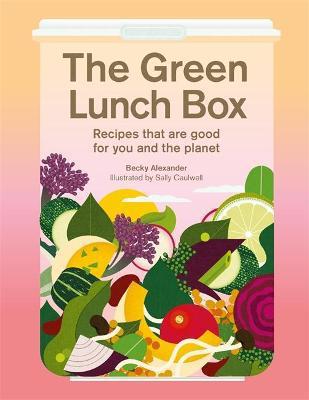 The Green
Lunch Box
Recipes that are good
for you and the planet
Becky Alexander
Illustrated by Sally Caulwell